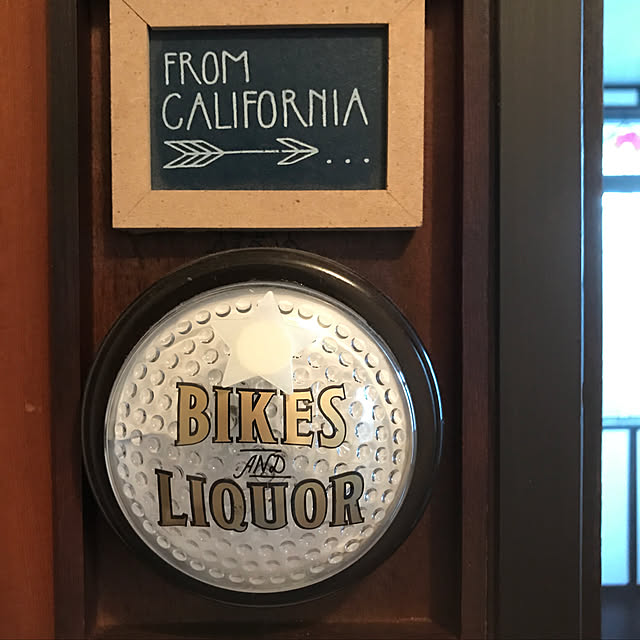 FROM
CALIFORNIA
...
BIKES
AND
LIQUOR